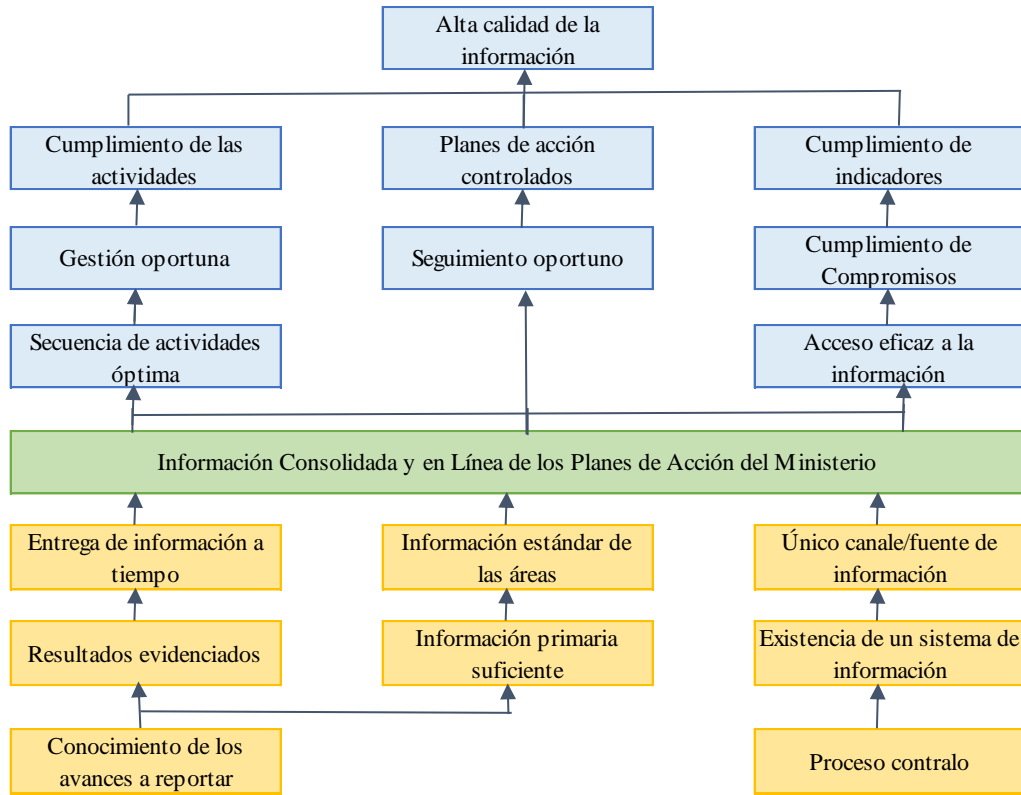 Alta calidad de la
información
Cumplimiento de las
actividades
Planes de acción
controlados
Cumplimiento de
indicadores
Gestión oportuna
Seguimiento oportuno
Cumplimiento de
Compromisos
Secuencia de actividades
óptima
Acceso eficaz a la
información
Información Consolidada y en Línea de los Planes de Acción del Ministerio
Entrega de información a
tiempo
Información estándar de
las áreas
Único canale/fuente de
información
Resultados evidenciados
Información primaria
suficiente
Existencia de un sistema de
información
Conocimiento de los
avances a reportar
Proceso contralo